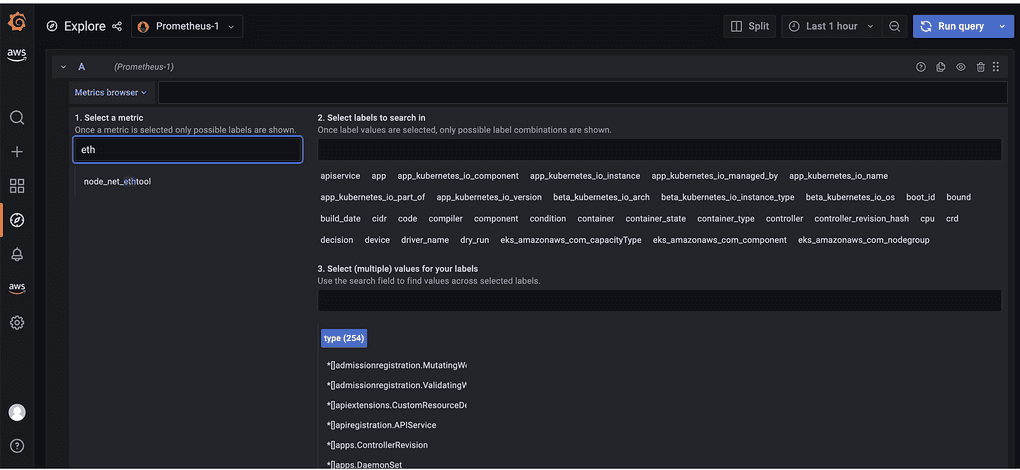 Explore
Prometheus-1
Split
Last 1 hour
Run query
aws
A
(Prometheus-1)
Metrics browser
1. Select a metric
Once a metric is selected only possible labels are shown.
eth
node_net_ethtool
2. Select labels to search in
Once label values are selected, only possible label combinations are shown.
apiservice app app_kubernetes_io_component app_kubernetes_io_instance app_kubernetes_io_managed_by app_kubernetes_io_name
app_kubernetes_io_part_of app_kubernetes_io_version beta_kubernetes_io_arch beta_kubernetes_io_instance_type beta_kubernetes_io_os boot_id bound
build_date cidr code compiler component condition container container_state container_type controller controller_revision_hash cpu crd
decision device driver_name dry_run eks_amazonaws_com_capacityType eks_amazonaws_com_component eks_amazonaws_com_nodegroup
3. Select (multiple) values for your labels
Use the search field to find values across selected labels.
type (254)
*[]admissionregistration.MutatingWe
*[]admissionregistration.ValidatingW
*[]apiextensions.CustomResourceDe
*[]apiregistration.APIService
*[]apps.ControllerRevision
*[]apps.DaemonSet
aws